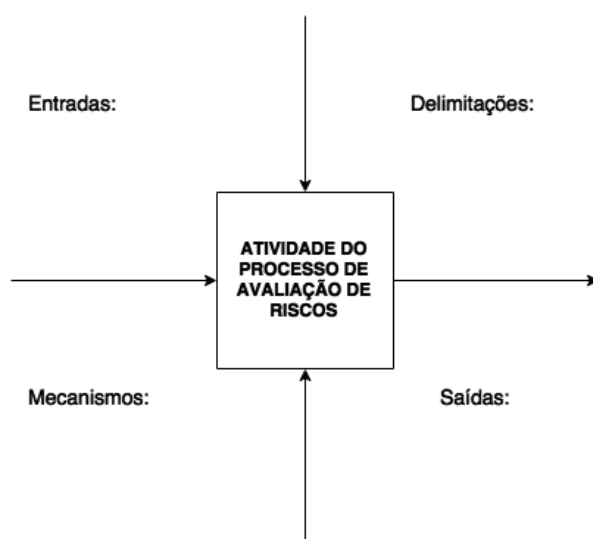 Entradas:
Delimitações:
ATIVIDADE DO
PROCESSO DE
AVALIAÇÃO DE
RISCOS
Mecanismos:
Saídas: